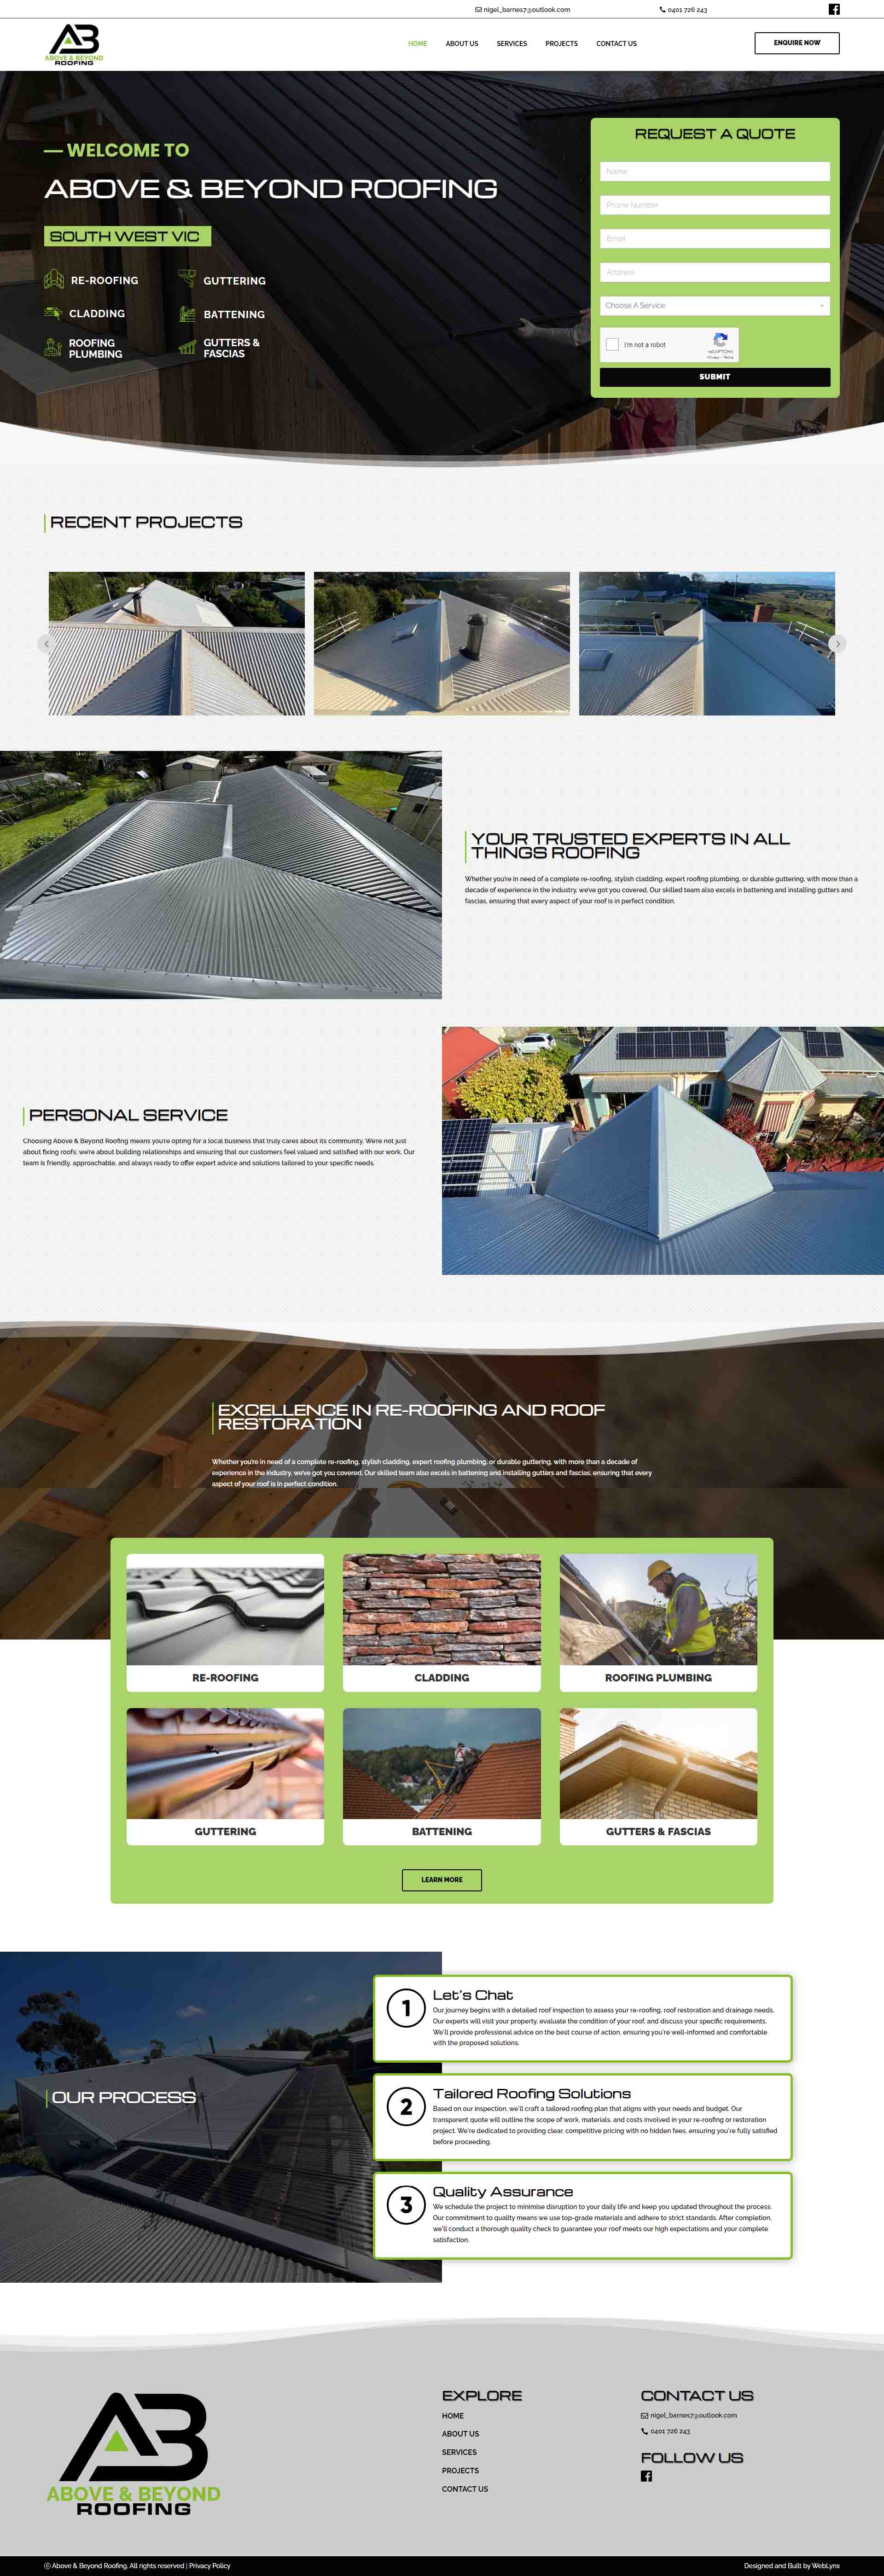 nigel_barnes7@outlook.com
0401 726 243
AB
ABOVE & BEYOND
ROOFING
HOME
ABOUT US
SERVICES
PROJECTS
CONTACT US
ENQUIRE NOW
— WELCOME TO
ABOVE & BEYOND ROOFING
SOUTH WEST VIC
RE-ROOFING
GUTTERING
CLADDING
BATTENING
ROOFING
PLUMBING
GUTTERS &
FASCIAS
REQUEST A QUOTE
Name
Phone Number
Email
Address
Choose A Service
I'm not a robot
reCAPTCHA
Privacy - Terms
SUBMIT
RECENT PROJECTS
YOUR TRUSTED EXPERTS IN ALL
THINGS ROOFING
Whether you're in need of a complete re-roofing, stylish cladding, expert roofing plumbing, or durable guttering, with more than a
decade of experience in the industry, we've got you covered. Our skilled team also excels in battening and installing gutters and
fascias, ensuring that every aspect of your roof is in perfect condition.
PERSONAL SERVICE
Choosing Above & Beyond Roofing means you're opting for a local business that truly cares about its community. We're not just
about fixing roofs; we're about building relationships and ensuring that our customers feel valued and satisfied with our work. Our
team is friendly, approachable, and always ready to offer expert advice and solutions tailored to your specific needs.
EXCELLENCE IN RE-ROOFING AND ROOF
RESTORATION
Whether you're in need of a complete re-roofing, stylish cladding, expert roofing plumbing, or durable guttering, with more than a decade of
experience in the industry, we've got you covered. Our skilled team also excels in battening and installing gutters and fascias, ensuring that every
aspect of your roof is in perfect condition.
RE-ROOFING
CLADDING
ROOFING PLUMBING
GUTTERING
BATTENING
GUTTERS & FASCIAS
LEARN MORE
OUR PROCESS
1
Let's Chat
Our journey begins with a detailed roof inspection to assess your re-roofing, roof restoration and drainage needs.
Our experts will visit your property, evaluate the condition of your roof, and discuss your specific requirements.
We'll provide professional advice on the best course of action, ensuring you're well-informed and comfortable
with the proposed solutions.
2
Tailored Roofing Solutions
Based on our inspection, we'll craft a tailored roofing plan that aligns with your needs and budget. Our
transparent quote will outline the scope of work, materials, and costs involved in your re-roofing or restoration
project. We're dedicated to providing clear, competitive pricing with no hidden fees, ensuring you're fully satisfied
before proceeding.
3
Quality Assurance
We schedule the project to minimise disruption to your daily life and keep you updated throughout the process.
Our commitment to quality means we use top-grade materials and adhere to strict standards. After completion,
we'll conduct a thorough quality check to guarantee your roof meets our high expectations and your complete
satisfaction.
AB
ABOVE & BEYOND
ROOFING
EXPLORE
HOME
ABOUT US
SERVICES
PROJECTS
CONTACT US
CONTACT US
nigel_barnes7@outlook.com
0401 726 243
FOLLOW US
© Above & Beyond Roofing. All rights reserved | Privacy Policy
Designed and Built by WebLynx